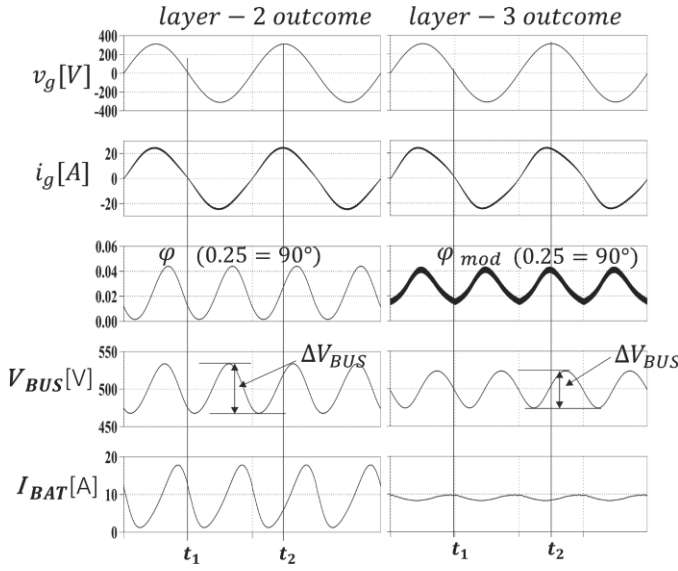 layer − 2 outcome layer − 3 outcome
v_g[V]
400
200
0
-200
-400
i_g[A]
20
0
-20
φ (0.25 = 90°) φ_mod (0.25 = 90°)
0.06
0.04
0.02
0.00
V_BUS[V]
550
500
450
ΔV_BUS ΔV_BUS
I_BAT[A]
20
10
0
t_1 t_2 t_1 t_2